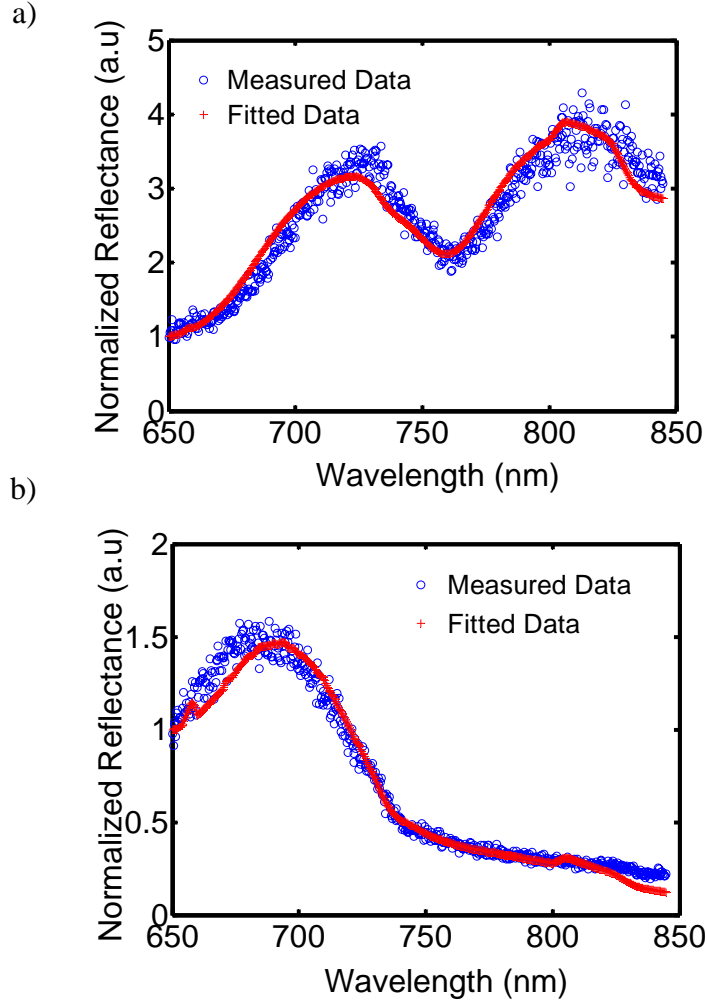 a)
Normalized Reflectance (a.u)
5
4
3
2
1
0
○ Measured Data
+ Fitted Data
650 700 750 800 850
Wavelength (nm)
b)
Normalized Reflectance (a.u)
2
1.5
1
0.5
0
○ Measured Data
+ Fitted Data
650 700 750 800 850
Wavelength (nm)